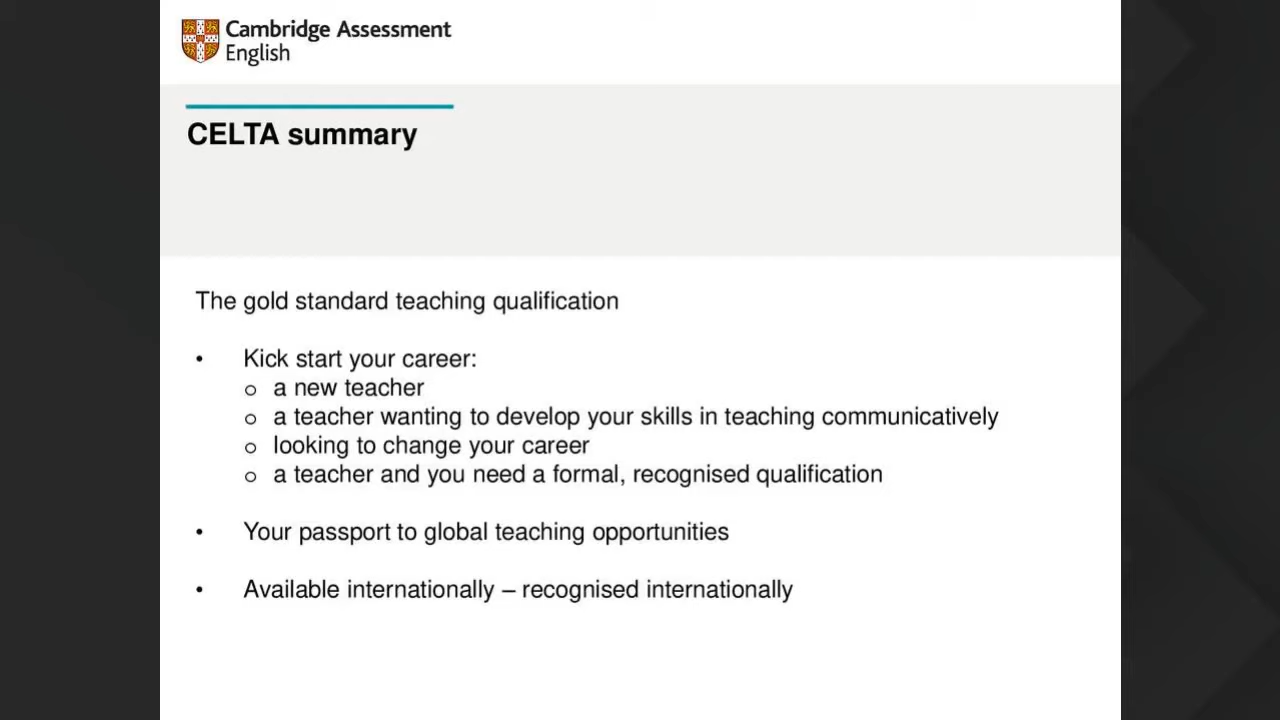 Cambridge Assessment
English
CELTA summary
The gold standard teaching qualification
• Kick start your career:
o a new teacher
o a teacher wanting to develop your skills in teaching communicatively
o looking to change your career
o a teacher and you need a formal, recognised qualification
• Your passport to global teaching opportunities
• Available internationally – recognised internationally